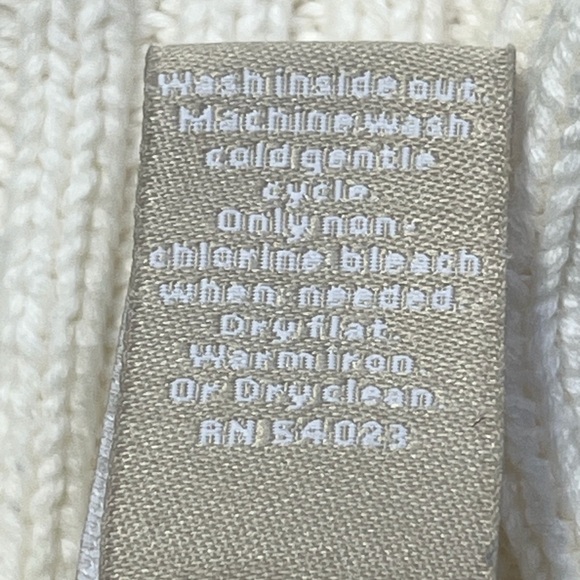 Wash inside out.
Machine wash
cold gentle
cycle
Only non-
chlorine bleach
when needed.
Dry flat.
Warm iron.
Or Dry clean
RN 54023